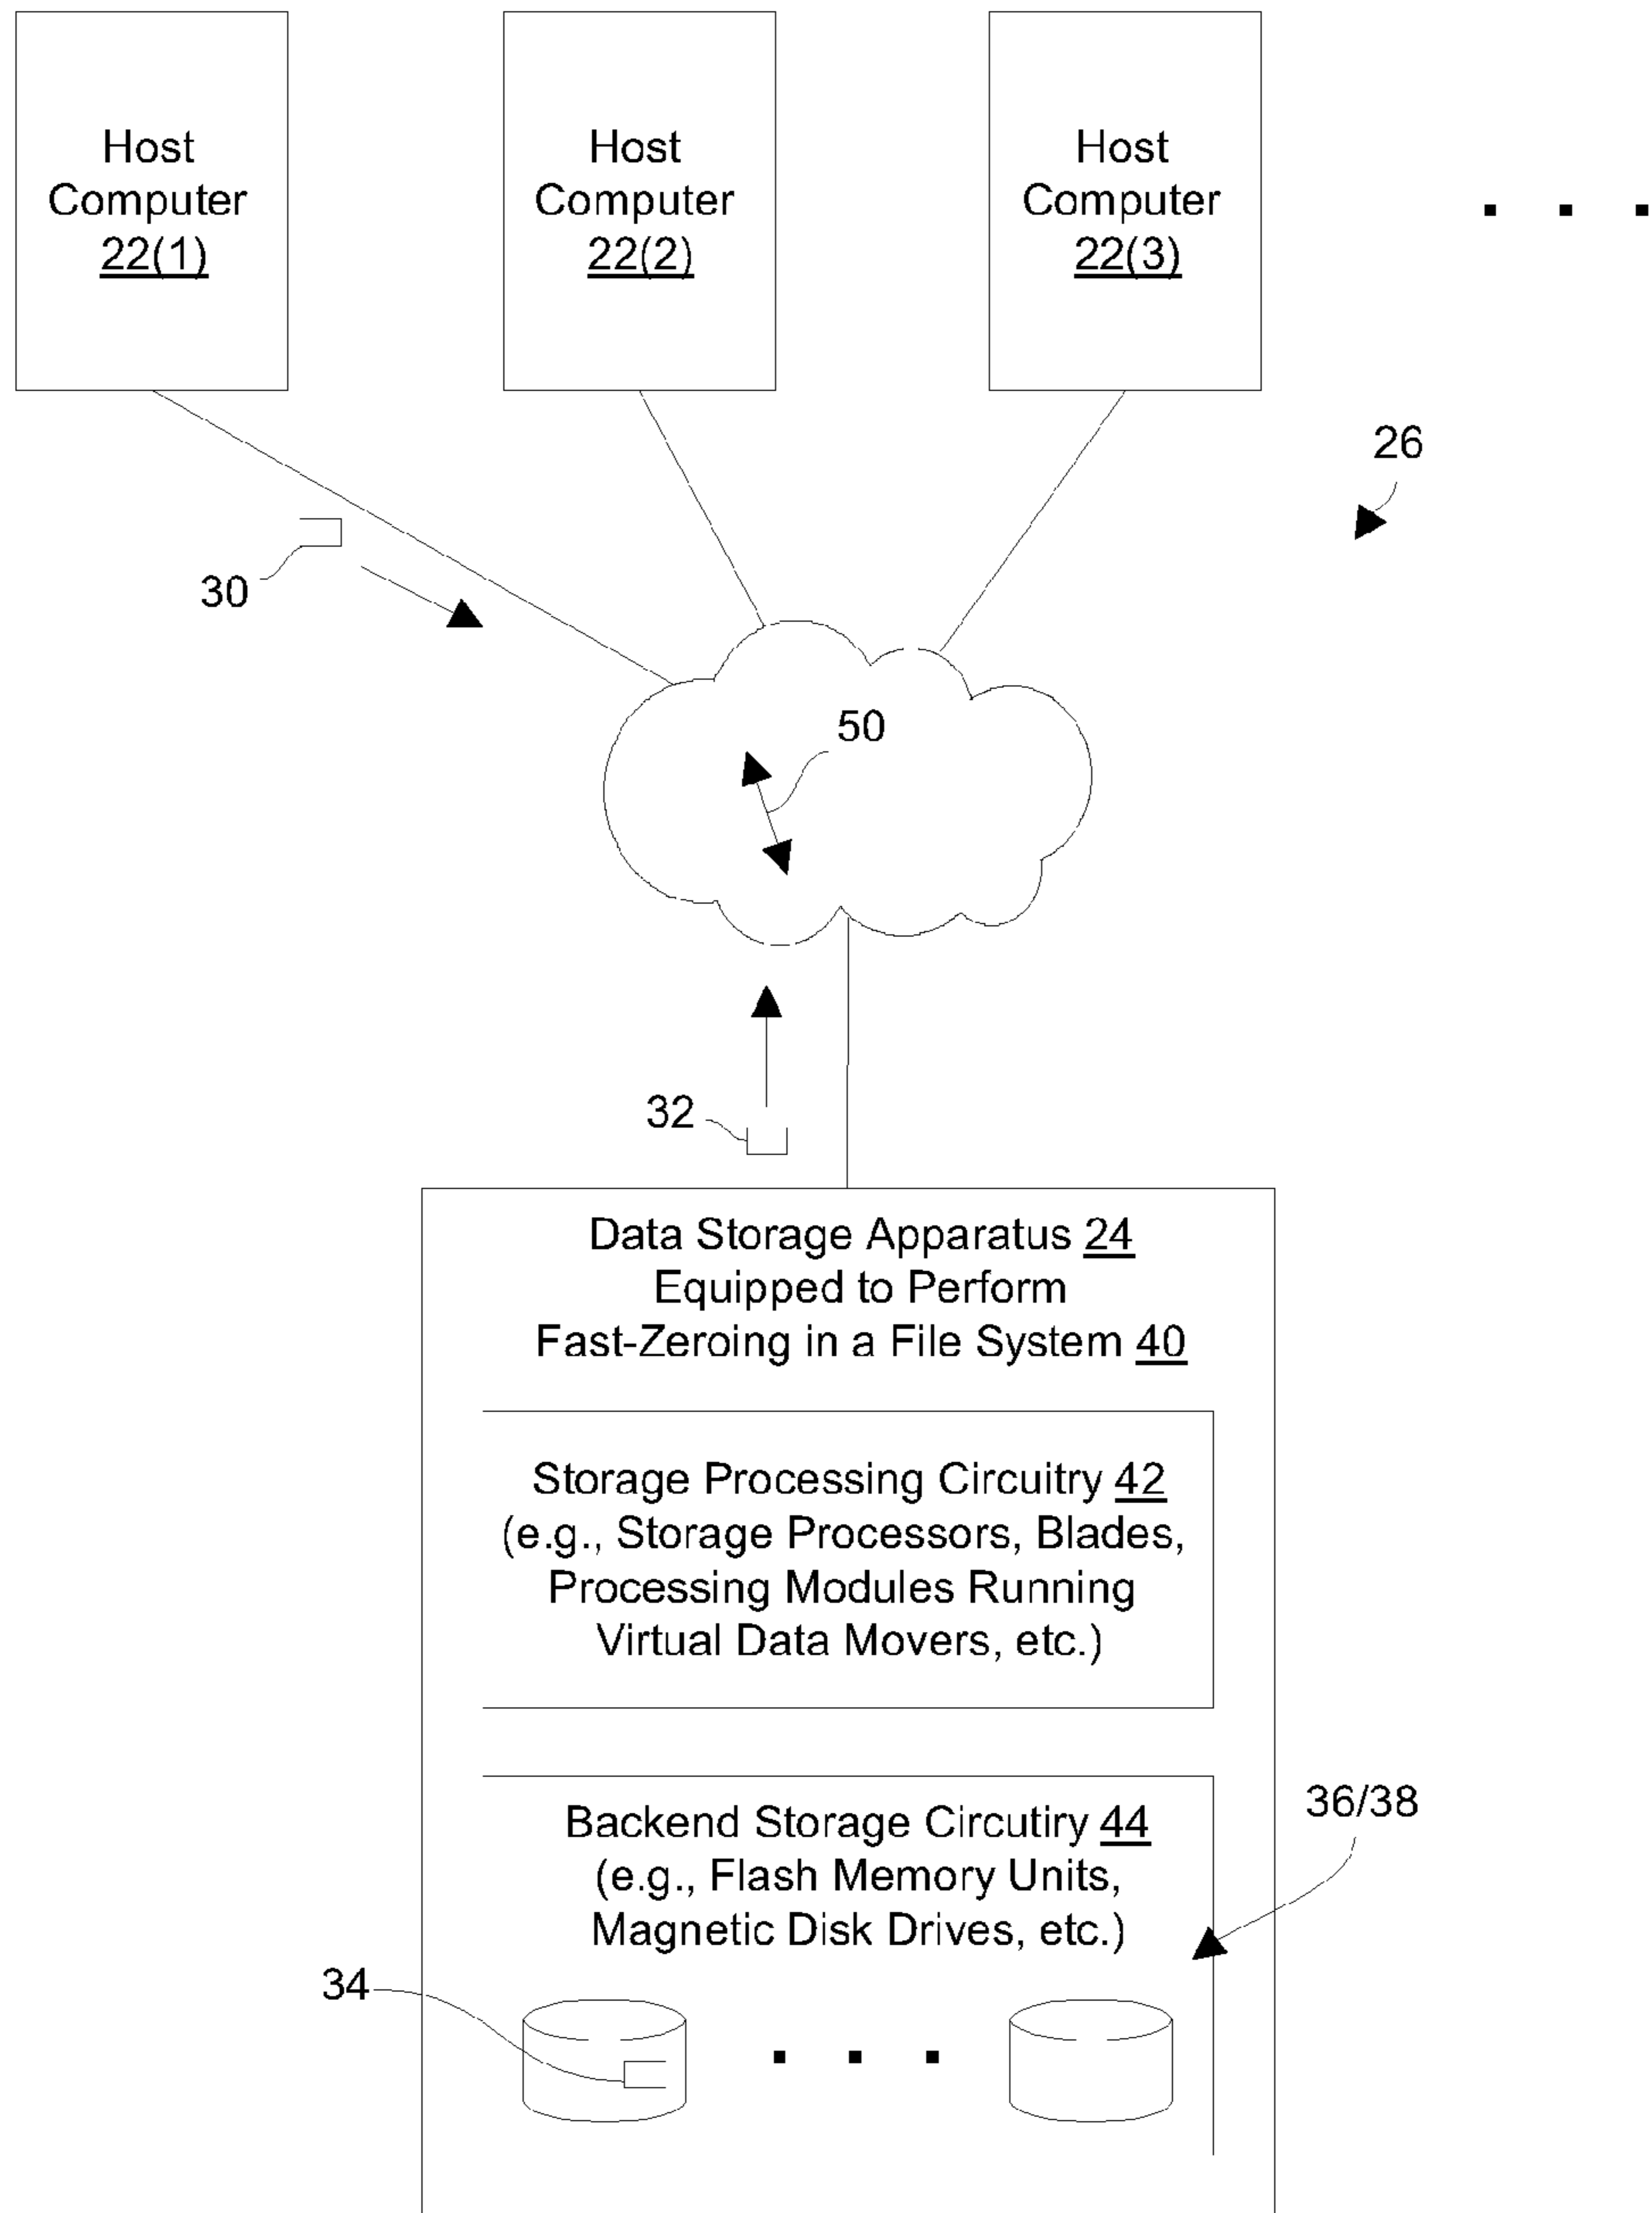 Host
Computer
22(1)
Host
Computer
22(2)
Host
Computer
22(3)
. . .
26
30
50
32
Data Storage Apparatus 24
Equipped to Perform
Fast-Zeroing in a File System 40
Storage Processing Circuitry 42
(e.g., Storage Processors, Blades,
Processing Modules Running
Virtual Data Movers, etc.)
36/38
Backend Storage Circutiry 44
(e.g., Flash Memory Units,
Magnetic Disk Drives, etc.)
34
. . .